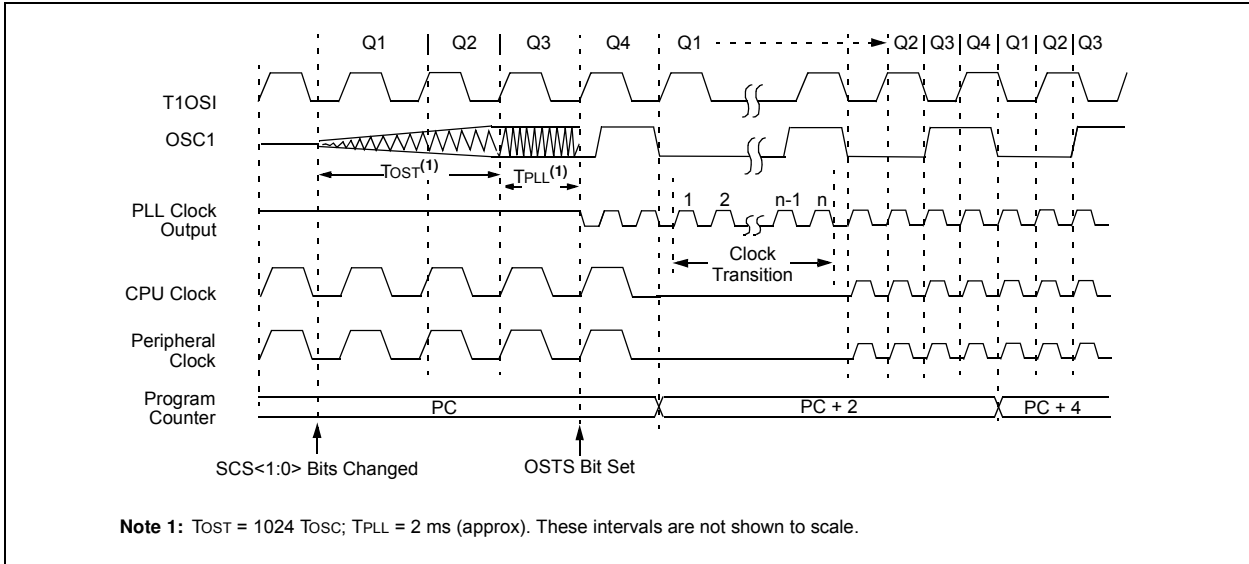 Q1 Q2 Q3 Q4 Q1 Q2 Q3 Q4 Q1 Q2 Q3
T1OSI
OSC1
TOST(1) TPLL(1)
1 2 n-1 n
PLL Clock
Output
Clock
Transition
CPU Clock
Peripheral
Clock
Program
Counter
PC PC + 2 PC + 4
SCS<1:0> Bits Changed OSTS Bit Set
Note 1: TOST = 1024 TOSC; TPLL = 2 ms (approx). These intervals are not shown to scale.